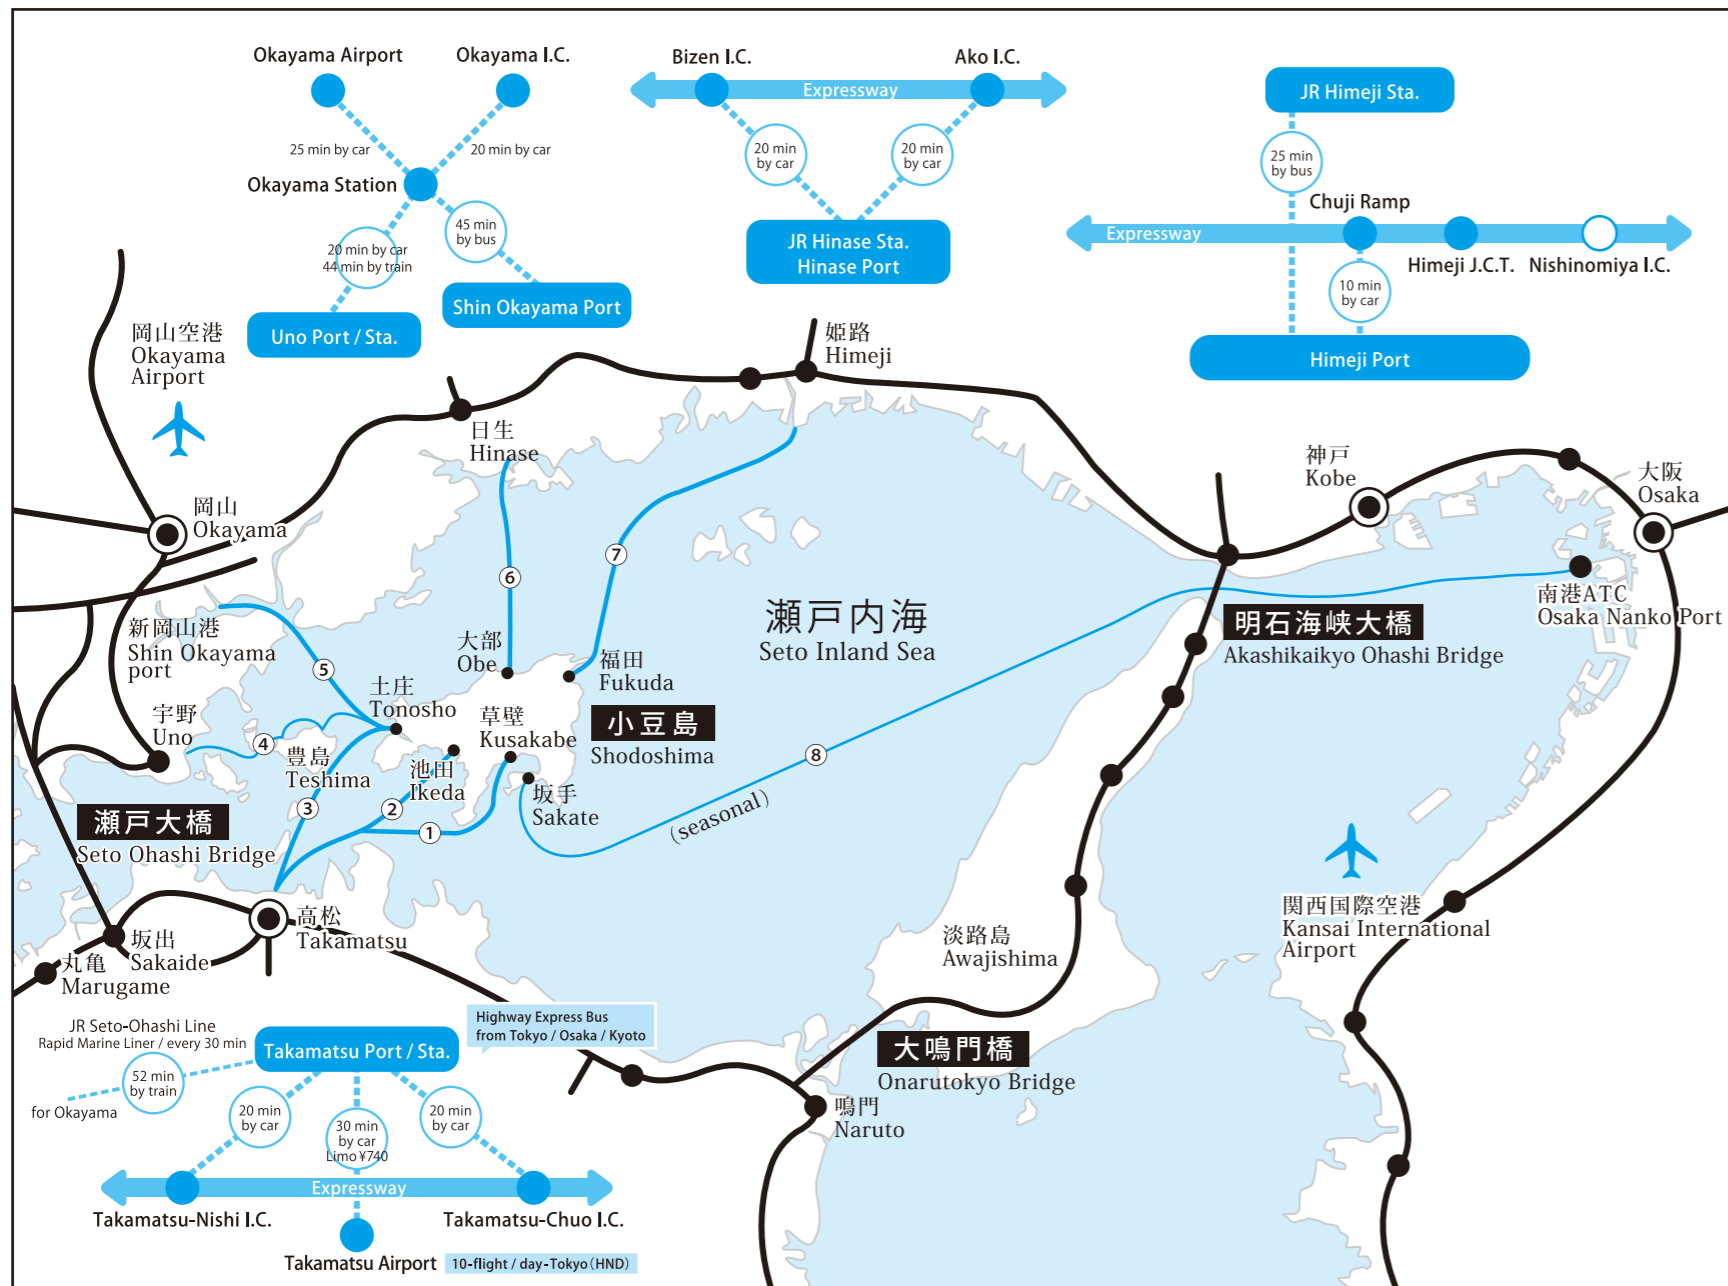 Okayama Airport
Okayama I.C.
25 min by car
20 min by car
Okayama Station
20 min by car
44 min by train
45 min
by bus
Uno Port / Sta.
Shin Okayama Port
Bizen I.C.
Ako I.C.
Expressway
20 min
by car
20 min
by car
JR Hinase Sta.
Hinase Port
JR Himeji Sta.
25 min
by bus
Chuji Ramp
Expressway
Himeji J.C.T.
Nishinomiya I.C.
10 min
by car
Himeji Port
岡山空港
Okayama
Airport
姫路
Himeji
日生
Hinase
岡山
Okayama
神戸
Kobe
大阪
Osaka
南港ATC
Osaka Nanko Port
新岡山港
Shin Okayama
port
宇野
Uno
大部
Obe
福田
Fukuda
土庄
Tonosho
草壁
Kusakabe
小豆島
Shodoshima
豊島
Teshima
池田
Ikeda
坂手
Sakate
瀬戸内海
Seto Inland Sea
明石海峡大橋
Akashikaikyo Ohashi Bridge
⑦
⑥
⑤
④
③
②
①
⑧
(seasonal)
瀬戸大橋
Seto Ohashi Bridge
高松
Takamatsu
坂出
Sakaide
丸亀
Marugame
淡路島
Awajishima
関西国際空港
Kansai International
Airport
大鳴門橋
Onarutokyo Bridge
鳴門
Naruto
JR Seto-Ohashi Line
Rapid Marine Liner / every 30 min
52 min
by train
for Okayama
Takamatsu Port / Sta.
Highway Express Bus
from Tokyo / Osaka / Kyoto
20 min
by car
30 min
by car
Limo ¥740
20 min
by car
Expressway
Takamatsu-Nishi I.C.
Takamatsu-Chuo I.C.
Takamatsu Airport
10-flight / day-Tokyo (HND)